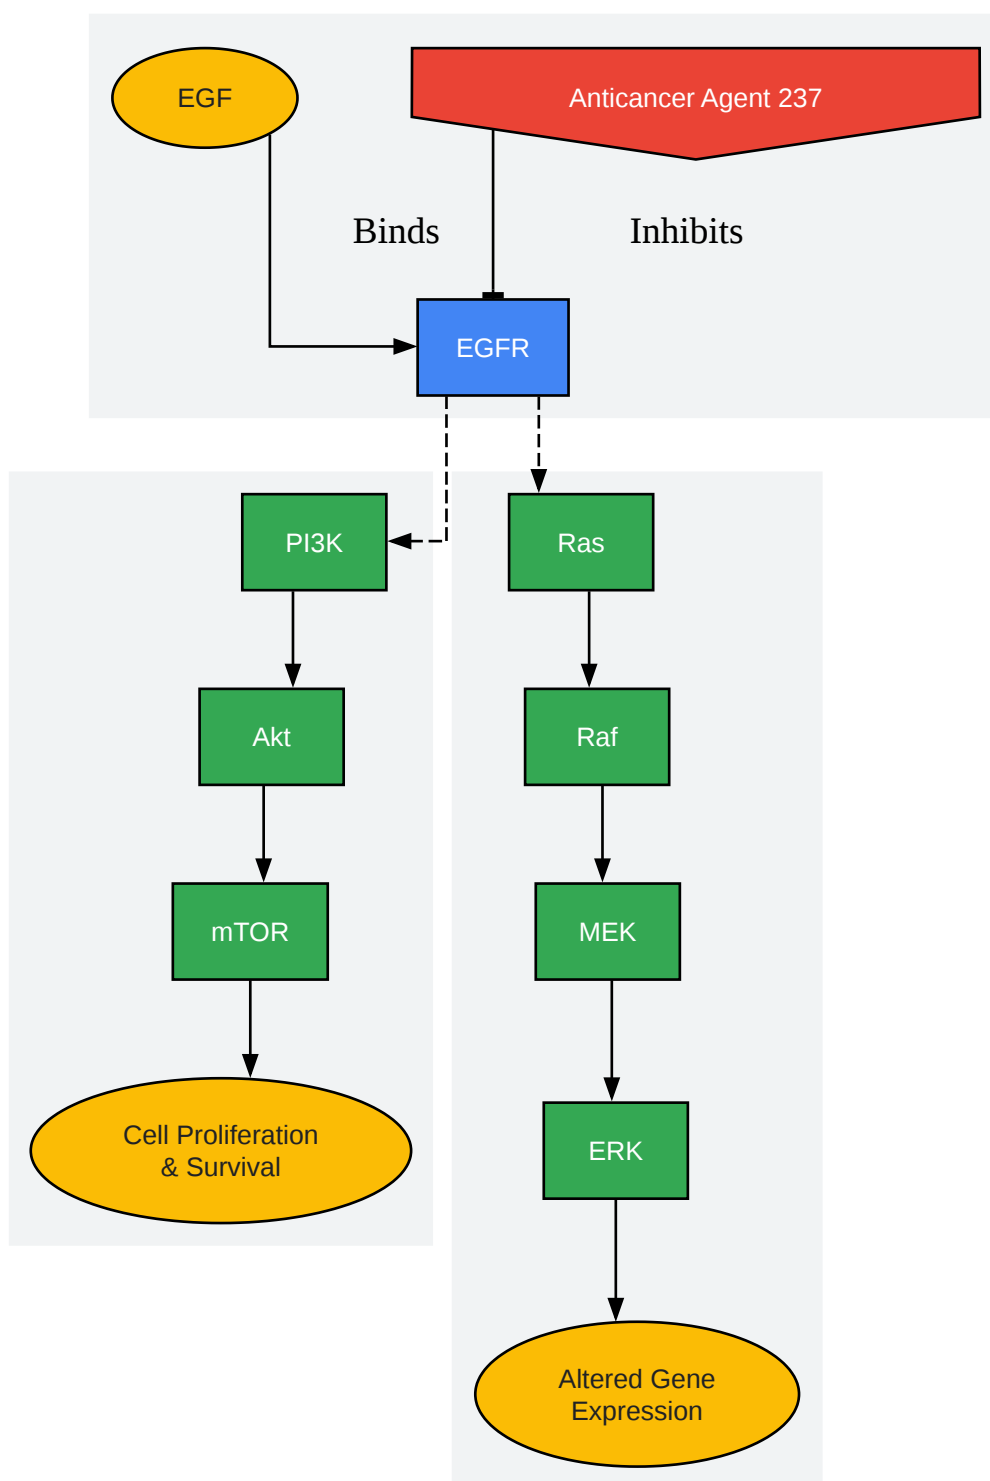 EGF
Anticancer Agent 237
Binds
Inhibits
EGFR
PI3K
Ras
Akt
Raf
mTOR
MEK
Cell Proliferation
& Survival
ERK
Altered Gene
Expression